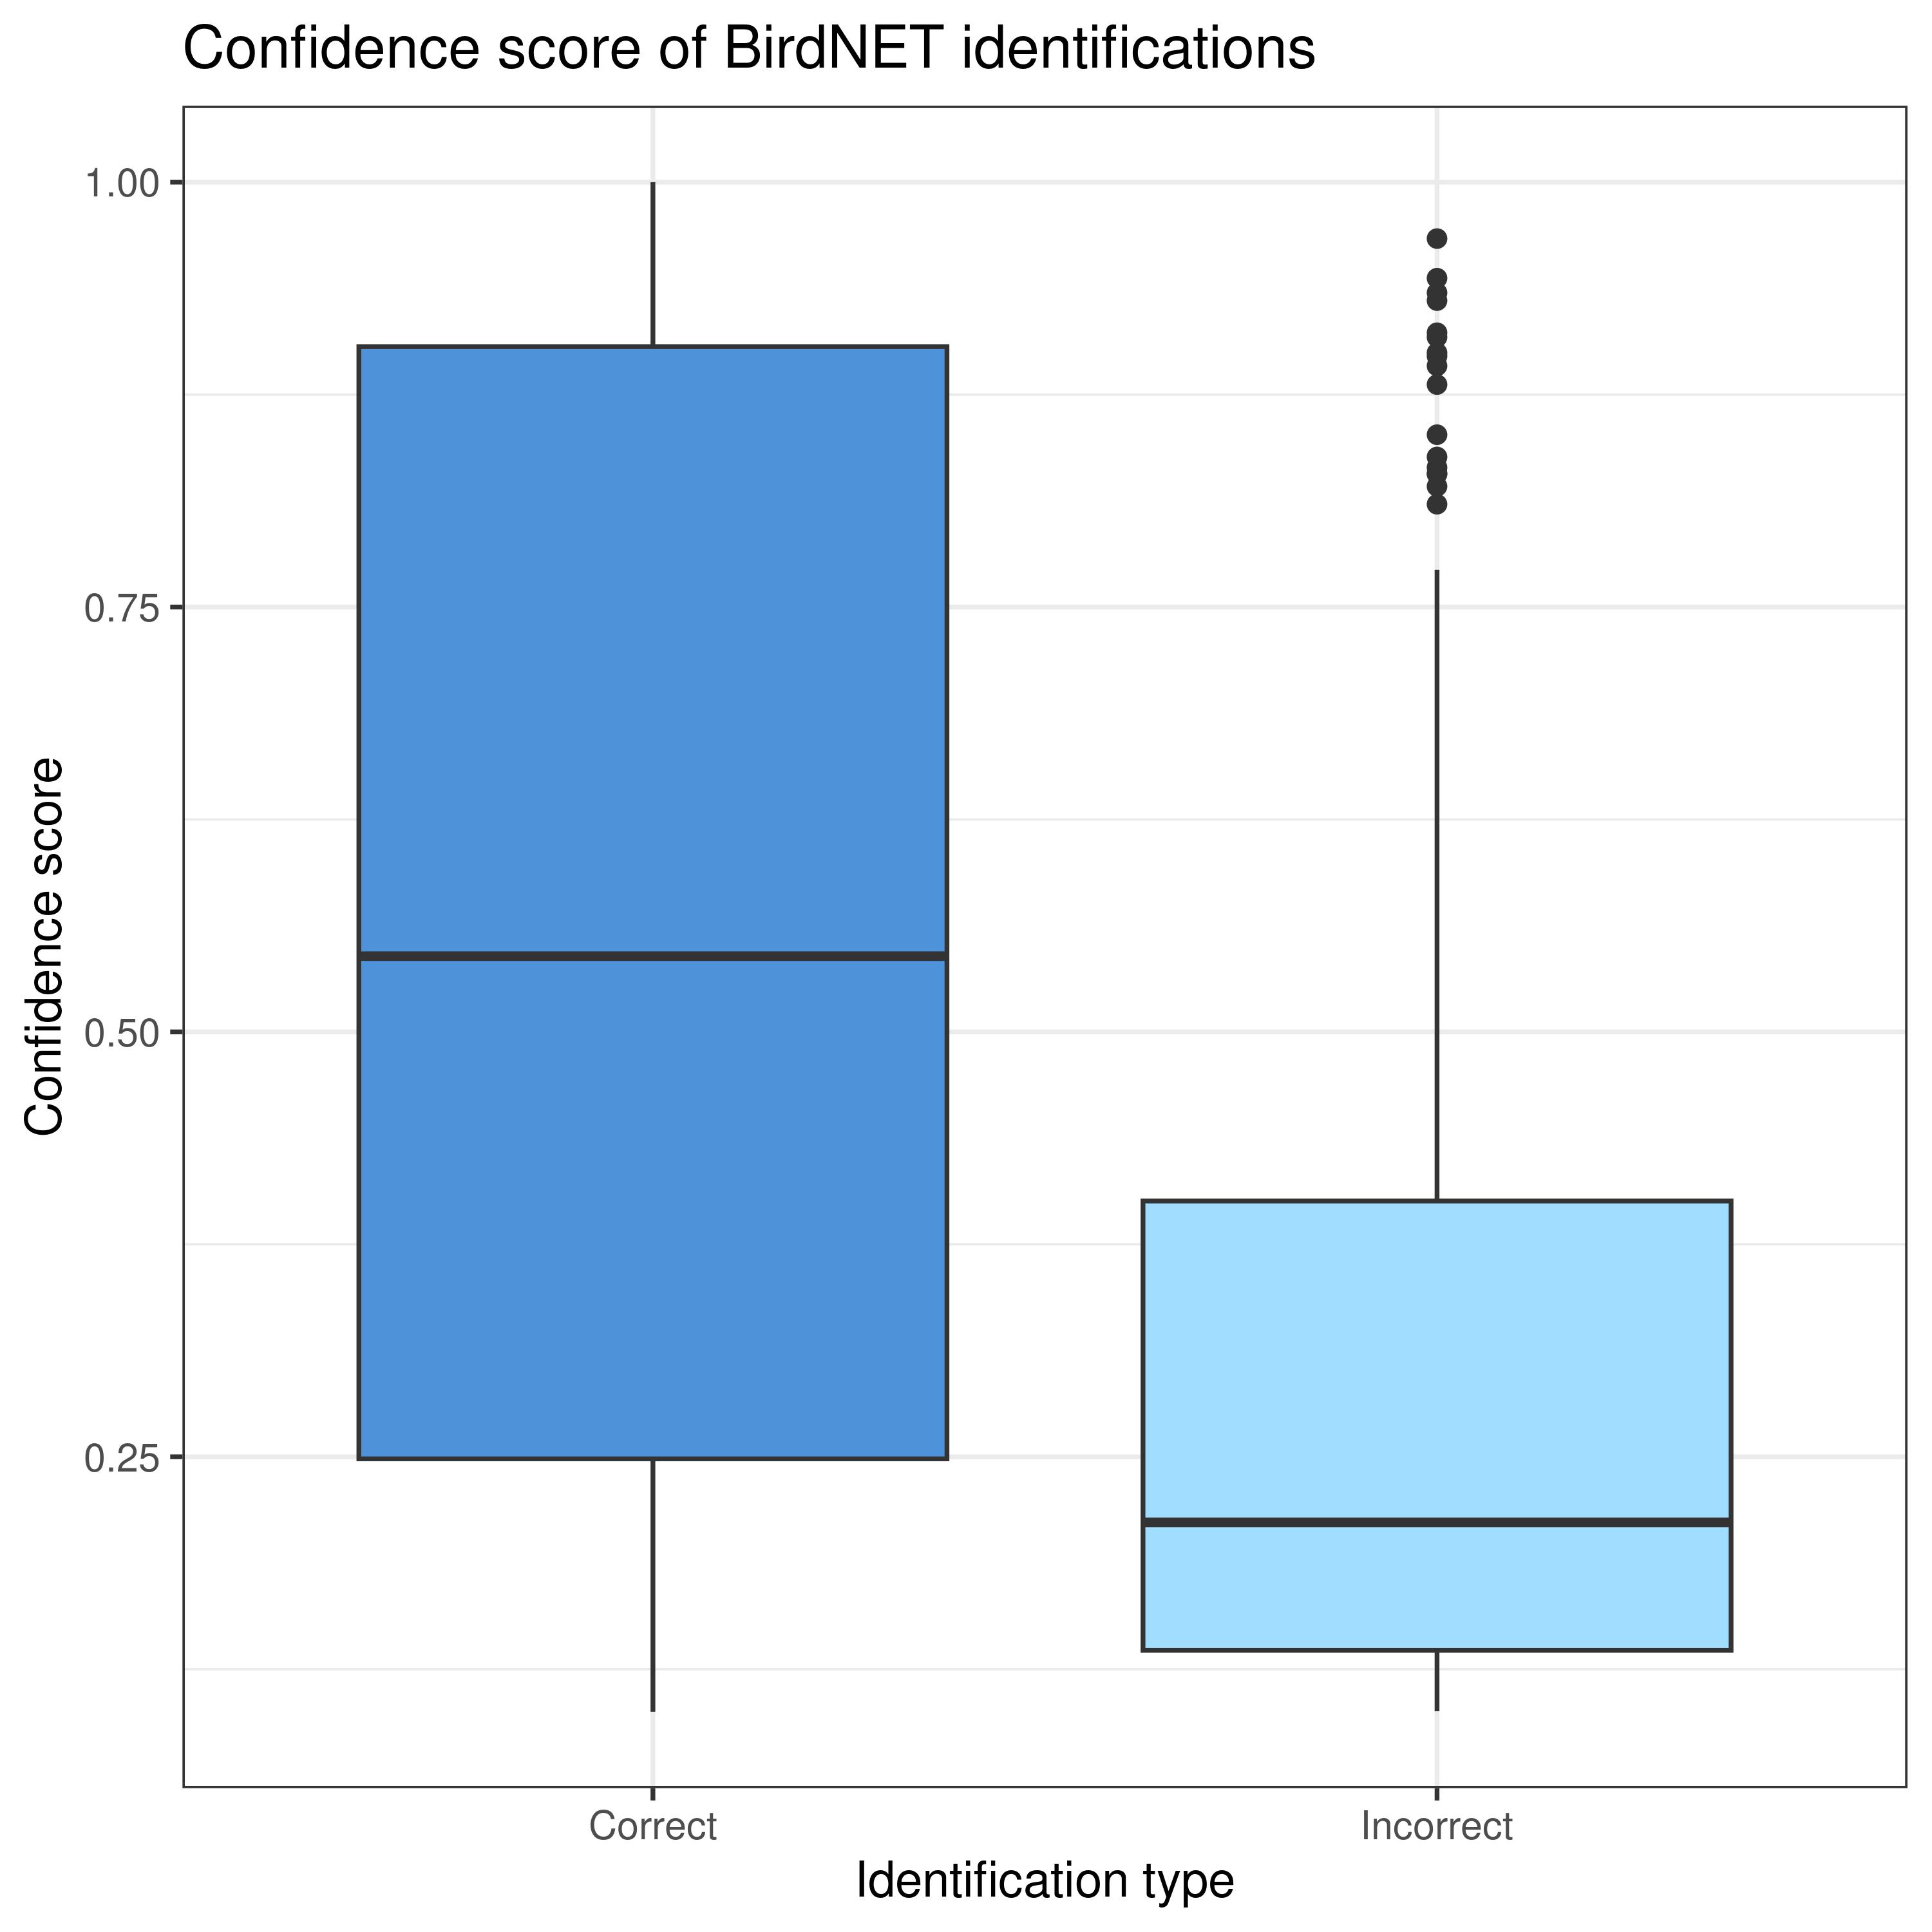 Confidence score of BirdNET identifications
Confidence score
1.00
0.75
0.50
0.25
Correct
Incorrect
Identification type